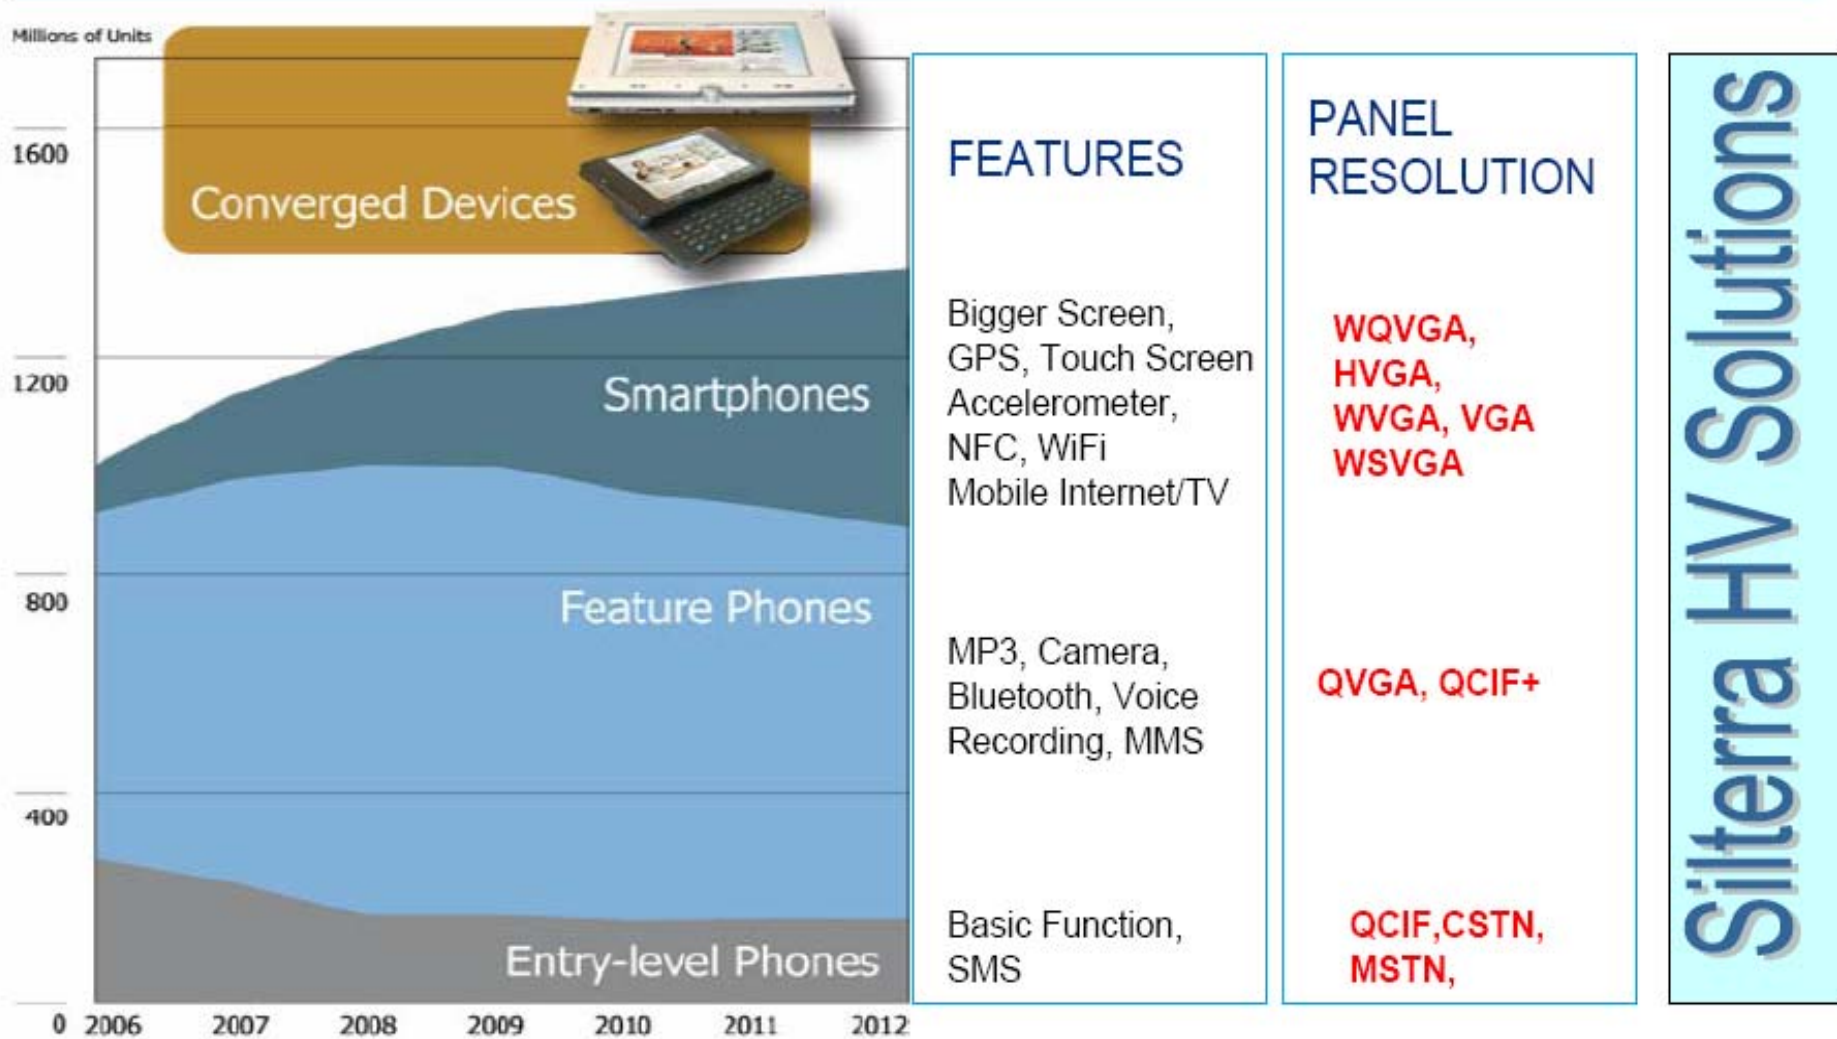 Millions of Units
1600
1200
800
400
0
2006 2007 2008 2009 2010 2011 2012
Converged Devices
Smartphones
Feature Phones
Entry-level Phones
FEATURES
Bigger Screen,
GPS, Touch Screen
Accelerometer,
NFC, WiFi
Mobile Internet/TV
MP3, Camera,
Bluetooth, Voice
Recording, MMS
Basic Function,
SMS
PANEL
RESOLUTION
WQVGA,
HVGA,
WVGA, VGA
WSVGA
QVGA, QCIF+
QCIF,CSTN,
MSTN,
Silterra HV Solutions